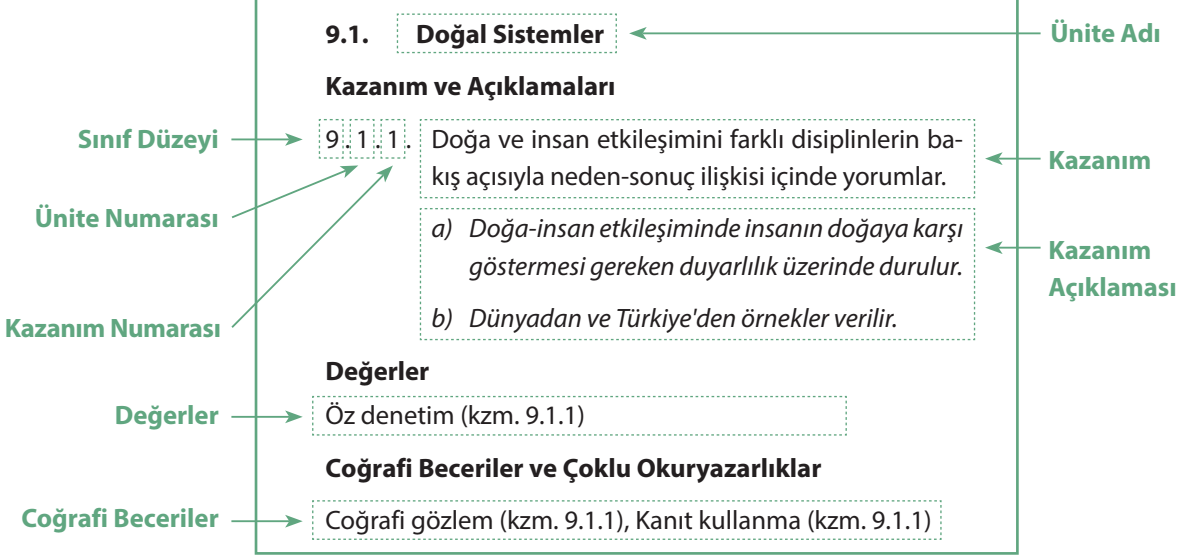 9.1. Doğal Sistemler
Ünite Adı
Kazanım ve Açıklamaları
Sınıf Düzeyi
9.1.1. Doğa ve insan etkileşimini farklı disiplinlerin ba-
kış açısıyla neden-sonuç ilişkisi içinde yorumlar.
Kazanım
Ünite Numarası
a) Doğa-insan etkileşiminde insanın doğaya karşı
göstermesi gereken duyarlılık üzerinde durulur.
Kazanım
Açıklaması
Kazanım Numarası
b) Dünyadan ve Türkiye'den örnekler verilir.
Değerler
Değerler
Öz denetim (kzm. 9.1.1)
Coğrafi Beceriler ve Çoklu Okuryazarlıklar
Coğrafi Beceriler
Coğrafi gözlem (kzm. 9.1.1), Kanıt kullanma (kzm. 9.1.1)